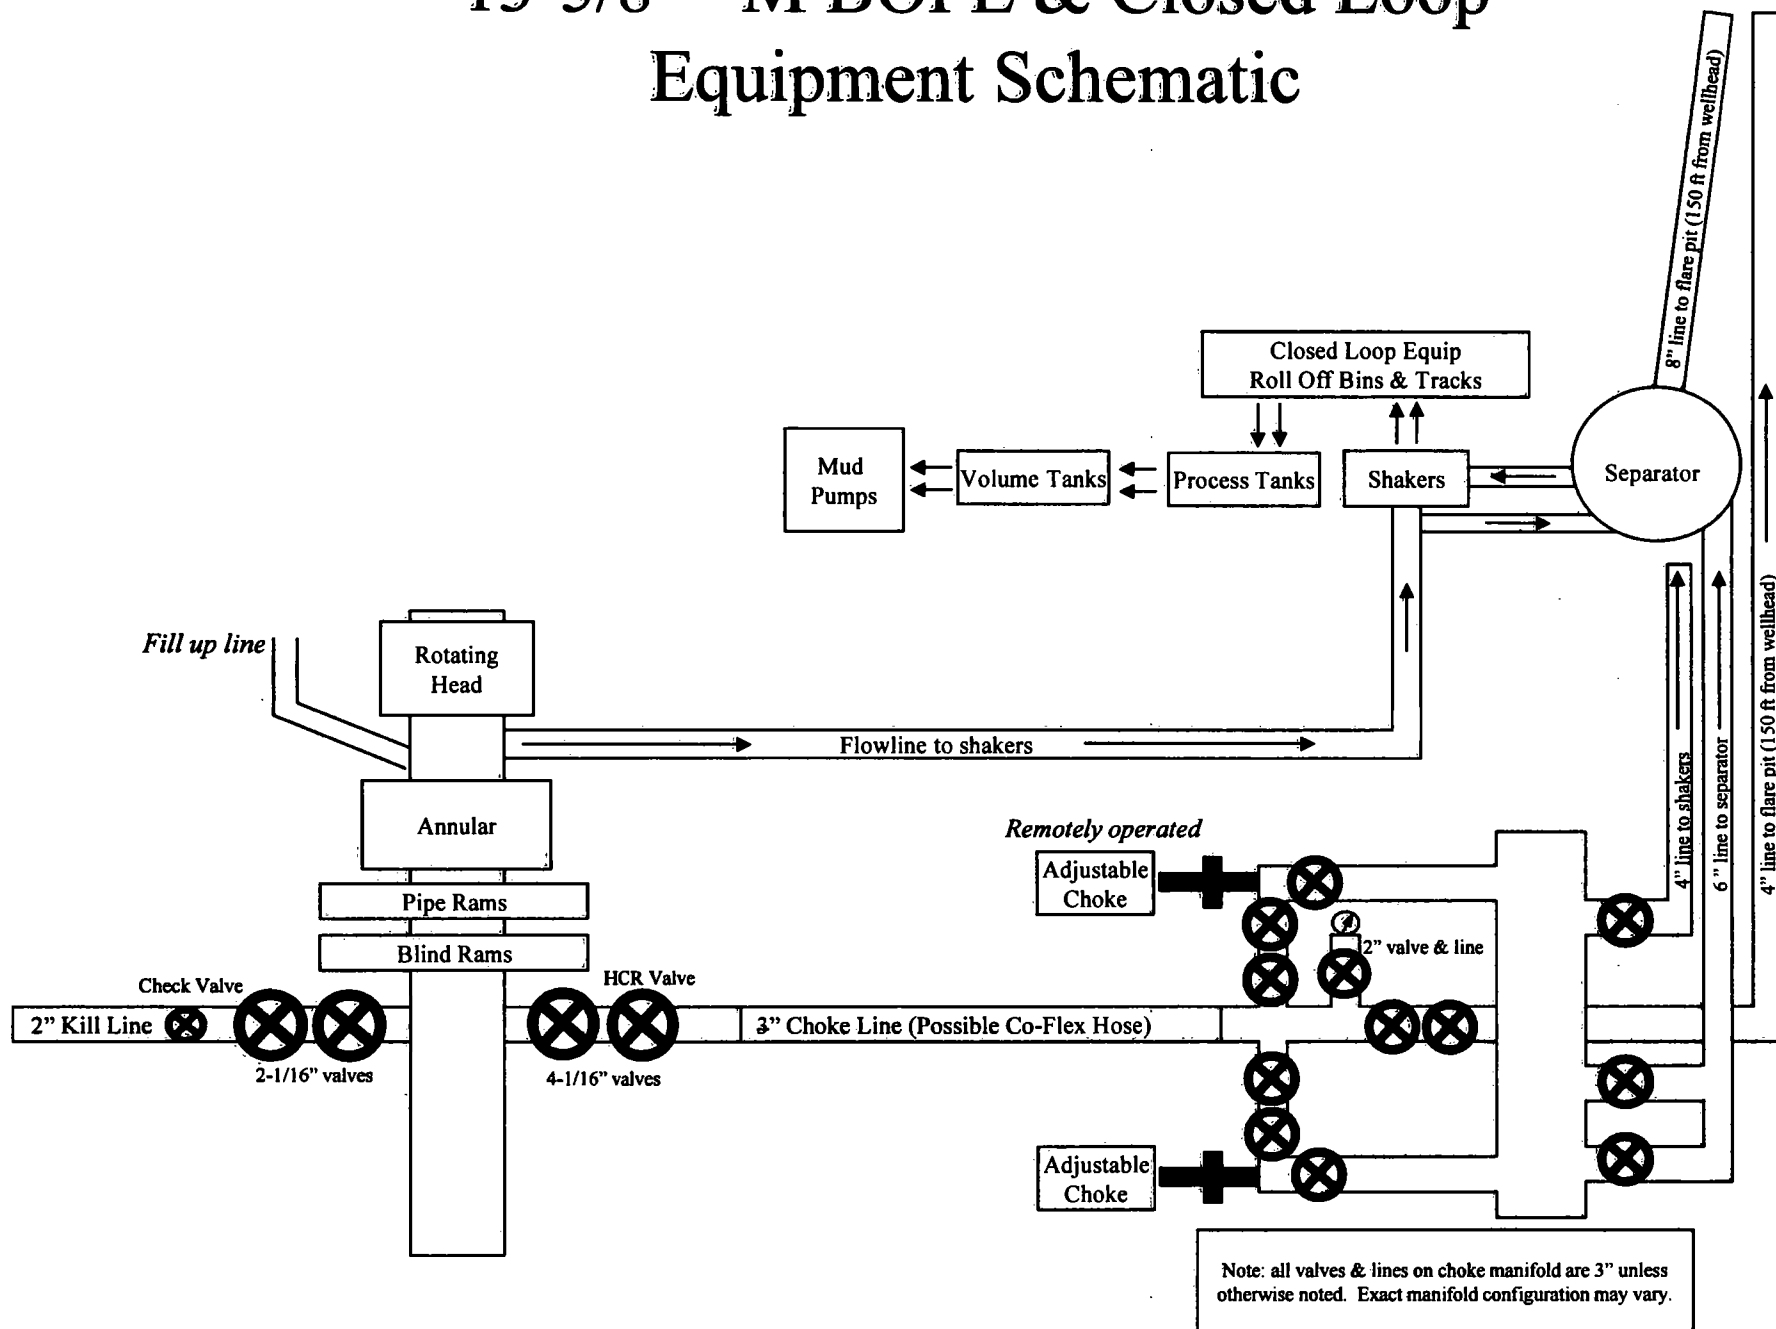 M BOPE & Closed Loop
Equipment Schematic
8” line to flare pit (150 ft from wellhead)
Closed Loop Equip
Roll Off Bins & Tracks
Mud
Pumps
Volume Tanks
Process Tanks
Shakers
Separator
Fill up line
Rotating
Head
Flowline to shakers
Annular
Pipe Rams
Blind Rams
Check Valve
HCR Valve
2” Kill Line
3” Choke Line (Possible Co-Flex Hose)
2-1/16” valves
4-1/16” valves
Remotely operated
Adjustable
Choke
2” valve & line
Adjustable
Choke
4” line to shakers
6 ” line to separator
4” line to flare pit (150 ft from wellhead)
Note: all valves & lines on choke manifold are 3” unless
otherwise noted. Exact manifold configuration may vary.